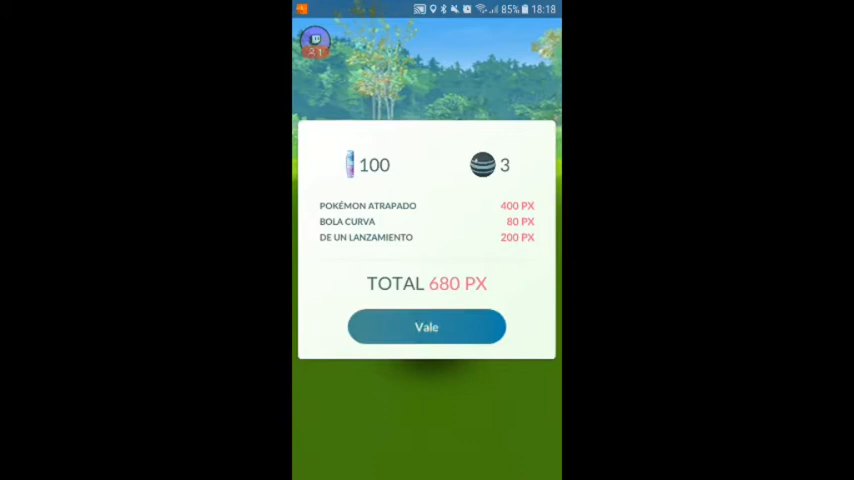 85% 18:18
1
100 3
POKÉMON ATRAPADO 400 PX
BOLA CURVA 80 PX
DE UN LANZAMIENTO 200 PX
TOTAL 680 PX
Vale